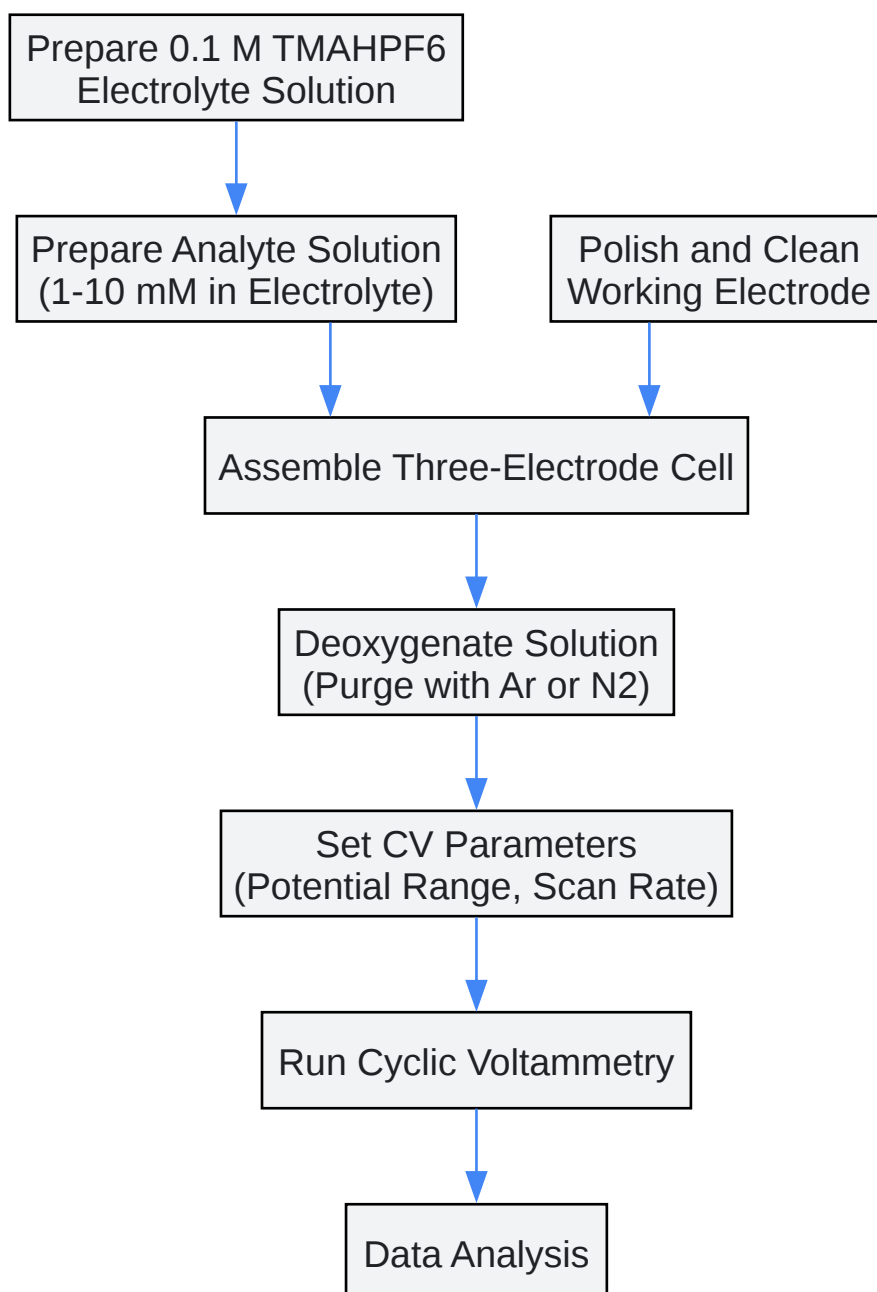 Prepare 0.1 M TMAHPF6
Electrolyte Solution
Prepare Analyte Solution
(1-10 mM in Electrolyte)
Polish and Clean
Working Electrode
Assemble Three-Electrode Cell
Deoxygenate Solution
(Purge with Ar or N2)
Set CV Parameters
(Potential Range, Scan Rate)
Run Cyclic Voltammetry
Data Analysis